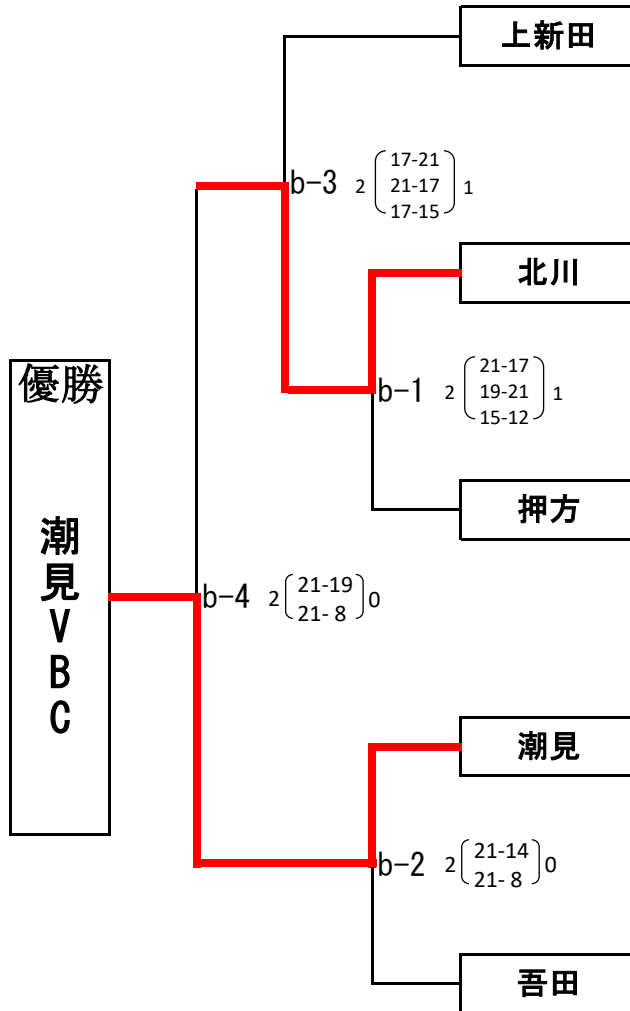 上新田
b-3 2 17-21 1
21-17
17-15
北川
優勝
b-1 2 21-17 1
19-21
15-12
押方
潮見VBC
b-4 2 21-19 0
21- 8
潮見
b-2 2 21-14 0
21- 8
吾田